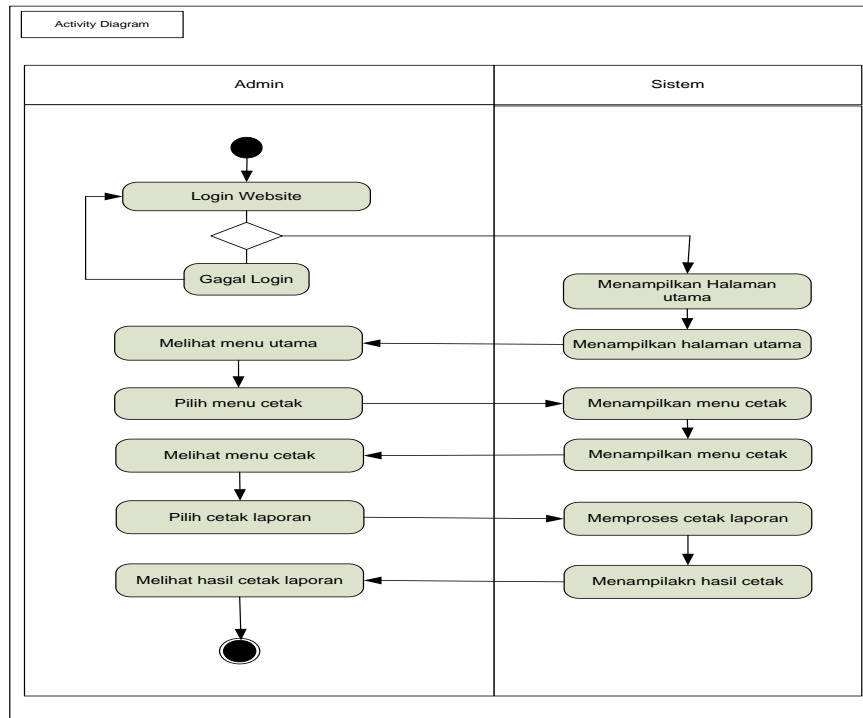 Activity Diagram
Admin
Sistem
Login Website
Gagal Login
Menampilkan Halaman
utama
Melihat menu utama
Menampilkan halaman utama
Pilih menu cetak
Menampilkan menu cetak
Melihat menu cetak
Menampilkan menu cetak
Pilih cetak laporan
Memproses cetak laporan
Melihat hasil cetak laporan
Menampilakn hasil cetak